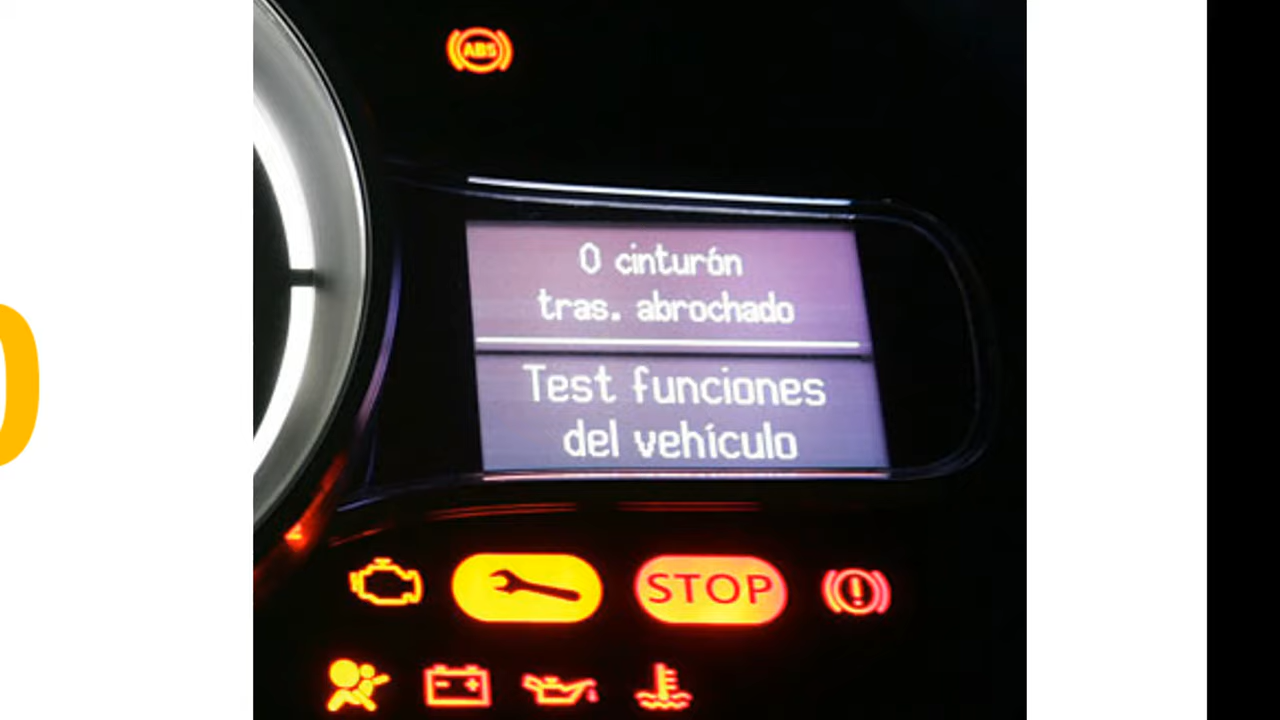 ABS
0 cinturón
tras. abrochado
Test funciones
del vehículo
STOP